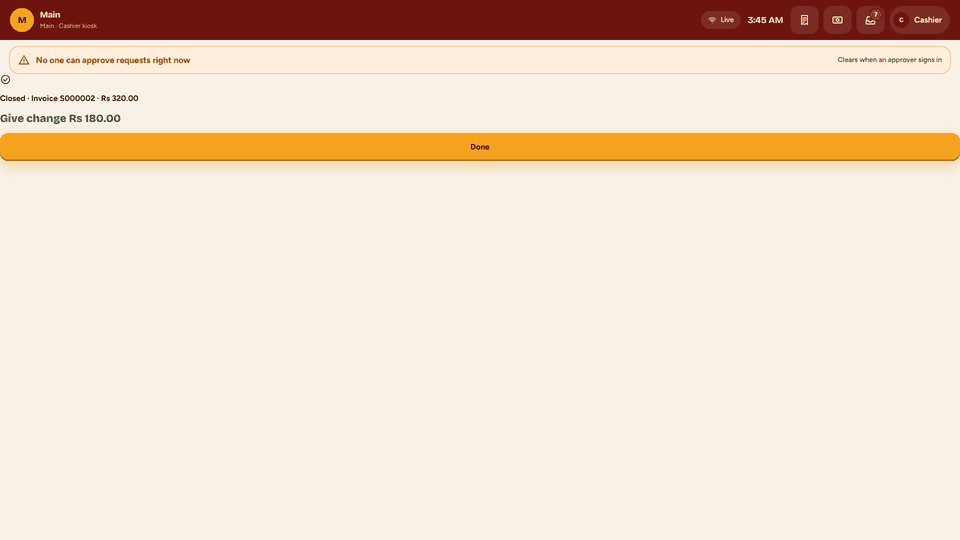 M
Main
Main · Cashier kiosk
Live
3:45 AM
7
C
Cashier
No one can approve requests right now
Clears when an approver signs in
Closed · Invoice S000002 · Rs 320.00
Give change Rs 180.00
Done